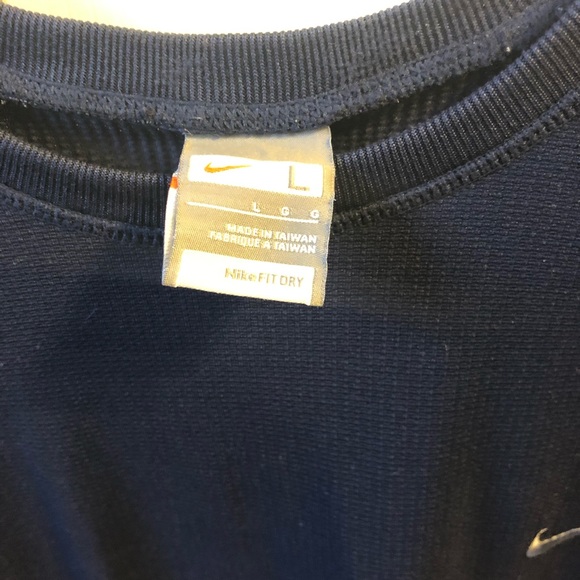 L
L G G
MADE IN TAIWAN
FABRIQUE A TAIWAN
Nike FIT DRY